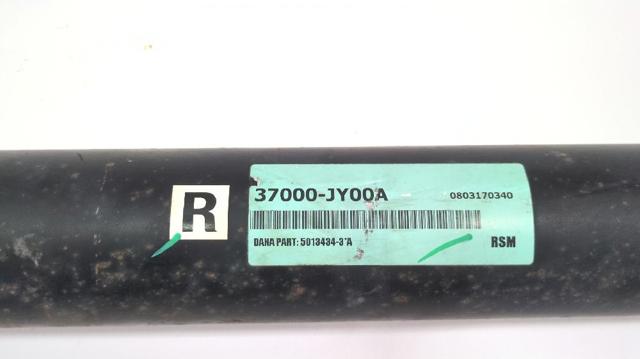 R
37000-JY00A
0803170340
DANA PART: 5013434-3"A
RSM